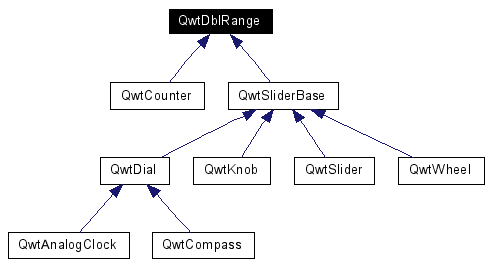 QwtDblRange
QwtCounter
QwtSliderBase
QwtDial
QwtKnob
QwtSlider
QwtWheel
QwtAnalogClock
QwtCompass